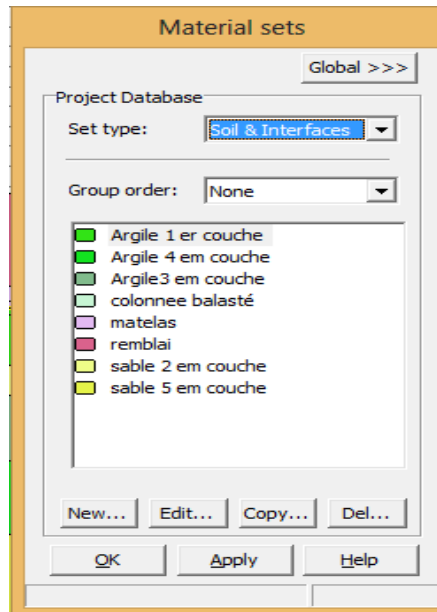 Material sets
Global >>>
Project Database
Set type: Soil & Interfaces
Group order: None
Argile 1 er couche
Argile 4 em couche
Argile3 em couche
colonnee balasté
matelas
remblai
sable 2 em couche
sable 5 em couche
New... Edit... Copy... Del...
OK Apply Help